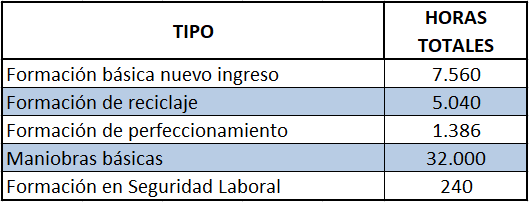 TIPO HORAS TOTALES
Formación básica nuevo ingreso 7.560
Formación de reciclaje 5.040
Formación de perfeccionamiento 1.386
Maniobras básicas 32.000
Formación en Seguridad Laboral 240